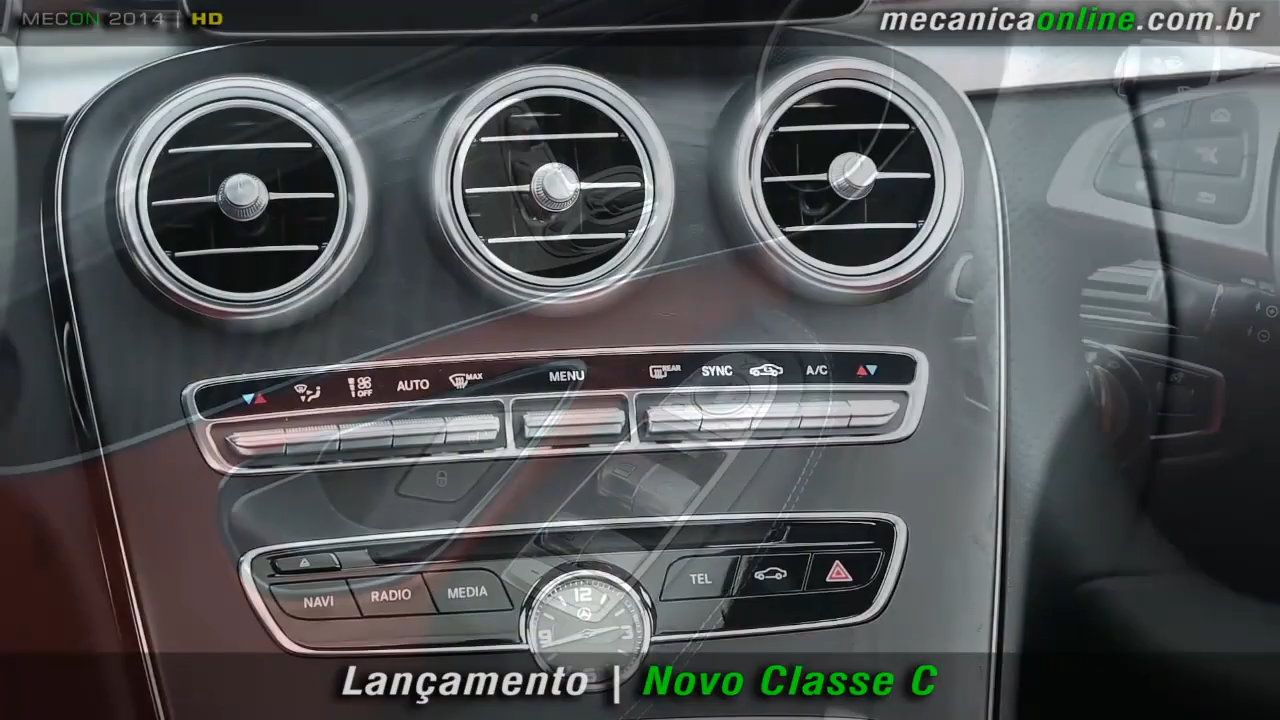 MECON 2014 | HD
mecanicaonline.com.br
OFF
AUTO
MAX
MENU
REAR
SYNC
A/C
NAVI
RADIO
MEDIA
TEL
12
9
3
Lançamento | Novo Classe C